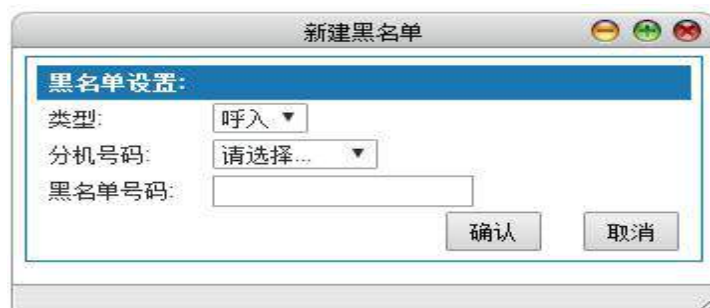 新建黑名单
黑名单设置:
类型: 呼入
分机号码: 请选择...
黑名单号码:
确认 取消